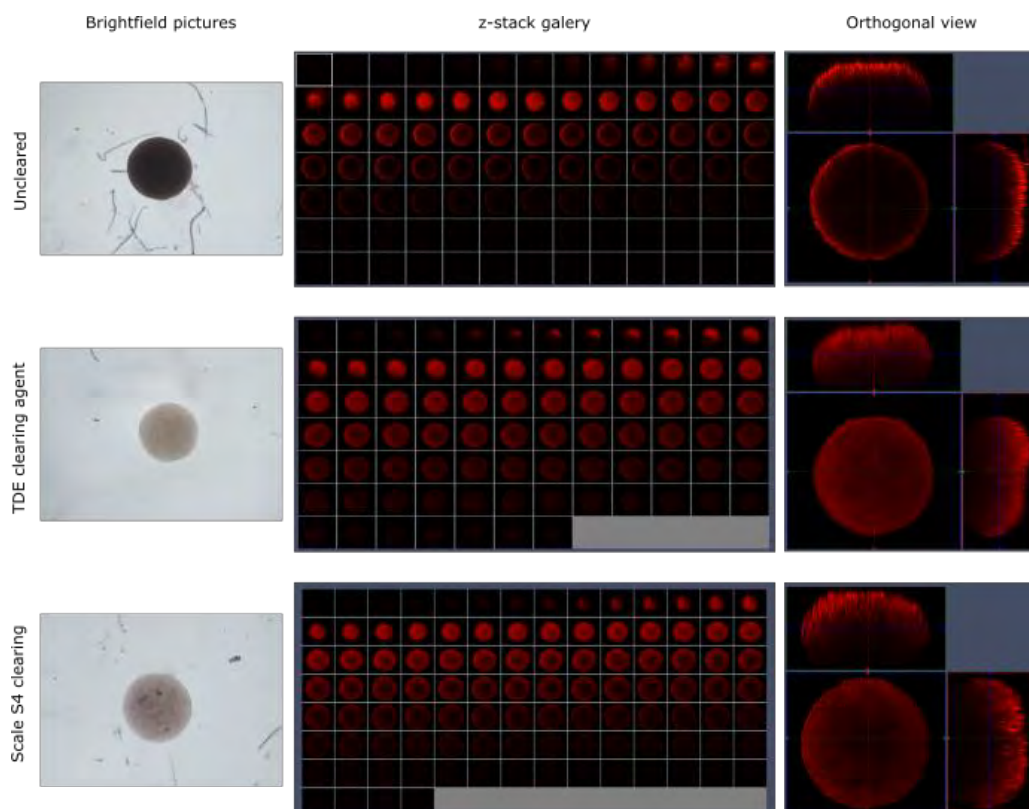 Brightfield pictures
z-stack galery
Orthogonal view
Uncleared
TDE clearing agent
Scale S4 clearing